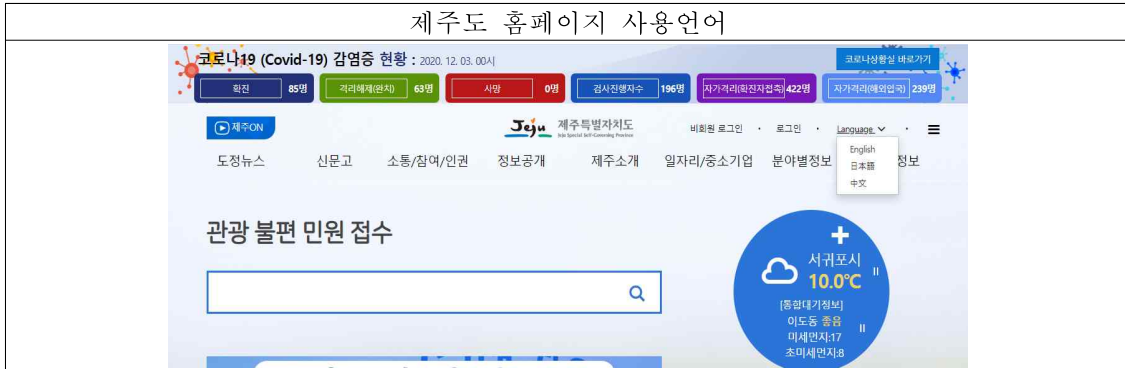 제주도 홈페이지 사용언어
코로나19 (Covid-19) 감염증 현황 : 2020. 12. 03. 00시
코로나상황실 바로가기
확진 85명 격리해제(완치) 63명 사망 0명 검사진행자수 196명 자가격리(확진자접촉) 422명 자가격리(해외입국) 239명
제주ON Jeju 제주특별자치도 비회원 로그인 · 로그인 · Language ·
Jeju Special Self-Governing Province
English
日本語
中文
도정뉴스 신문고 소통/참여/인권 정보공개 제주소개 일자리/중소기업 분야별정보 정보
관광 불편 민원 접수
서귀포시
10.0℃
[통합대기정보]
이도동 좋음
미세먼지:17
초미세먼지:8